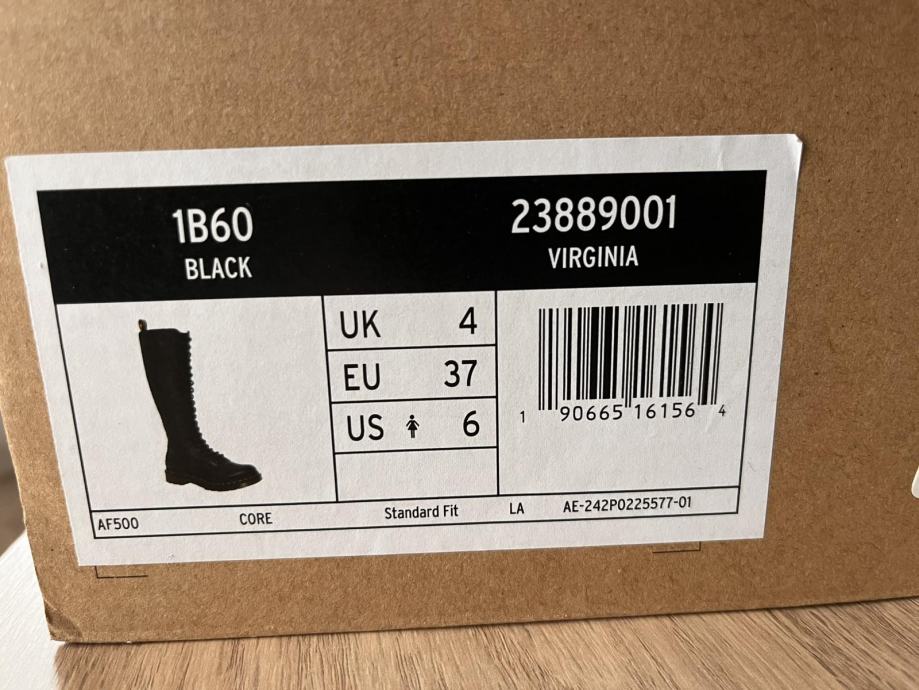 1B60
BLACK
23889001
VIRGINIA
UK 4
EU 37
US 6
1 90665 16156 4
AF500 CORE Standard Fit LA AE-242P0225577-01